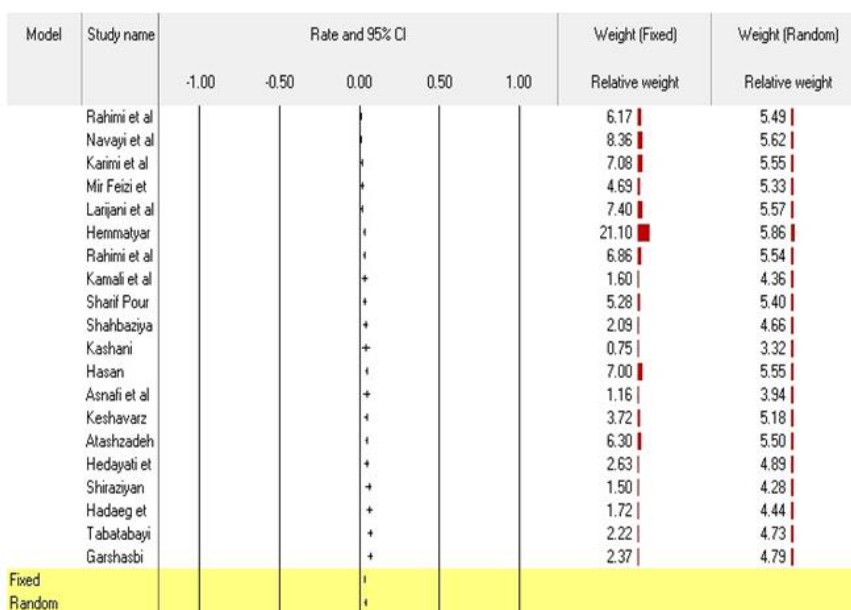 Model Study name Rate and 95% CI Weight (Fixed) Weight (Random)
-1.00 -0.50 0.00 0.50 1.00 Relative weight Relative weight
Rahimi et al 6.17 5.49
Navayi et al 8.36 5.62
Karimi et al 7.08 5.55
Mir Feizi et 4.69 5.33
Larijani et al 7.40 5.57
Hemmatyar 21.10 5.86
Rahimi et al 6.86 5.54
Kamali et al 1.60 4.36
Sharif Pour 5.28 5.40
Shahbaziya 2.09 4.66
Kashani 0.75 3.32
Hasan 7.00 5.55
Asnafi et al 1.16 3.94
Keshavarz 3.72 5.18
Atashzadeh 6.30 5.50
Hedayati et 2.63 4.89
Shiraziyan 1.50 4.28
Hadaeg et 1.72 4.44
Tabatabayi 2.22 4.73
Garshasbi 2.37 4.79
Fixed
Random